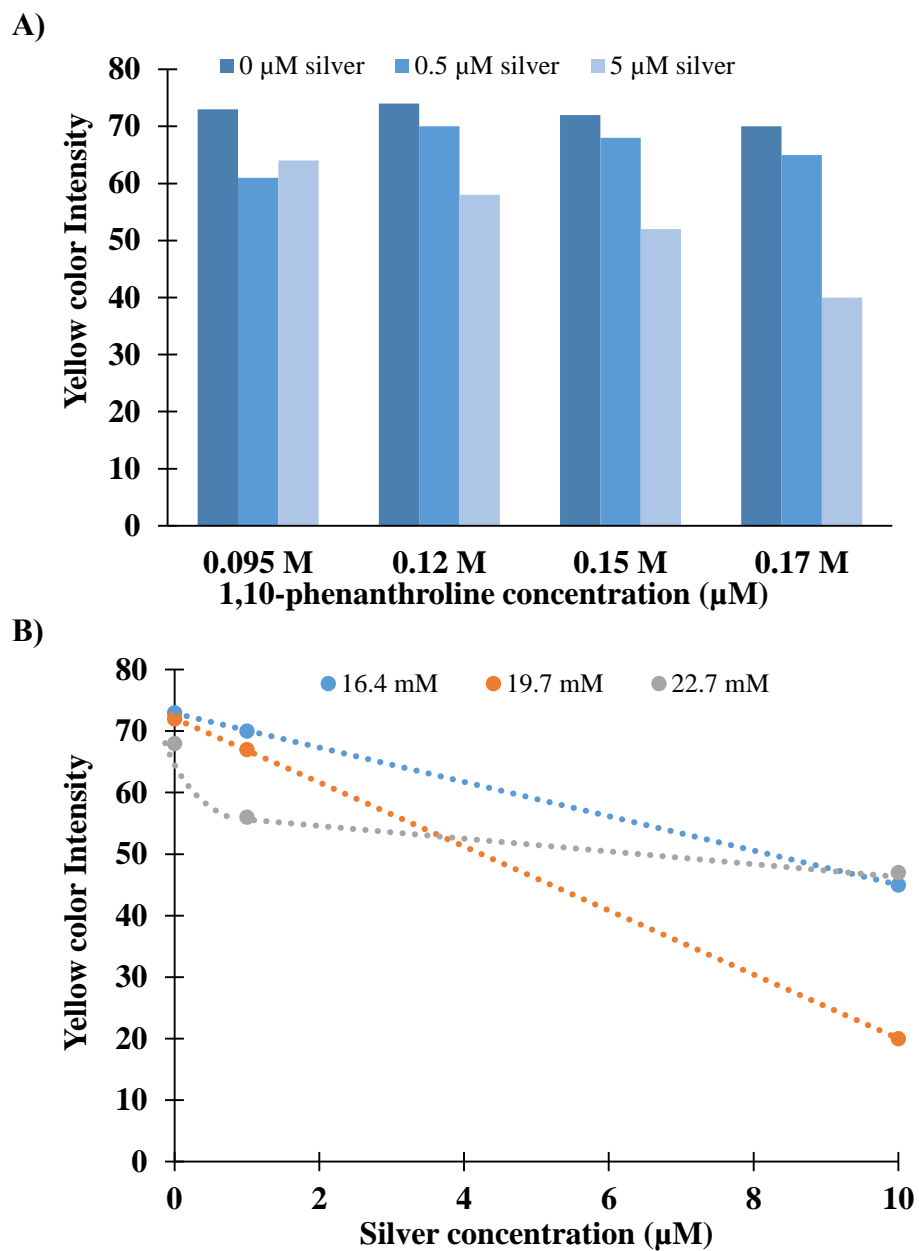 A)
0 µM silver 0.5 µM silver 5 µM silver
80
70
60
50
40
30
20
10
0
Yellow color Intensity
0.095 M 0.12 M 0.15 M 0.17 M
1,10-phenanthroline concentration (µM)
B)
16.4 mM 19.7 mM 22.7 mM
80
70
60
50
40
30
20
10
0
Yellow color Intensity
0 2 4 6 8 10
Silver concentration (µM)